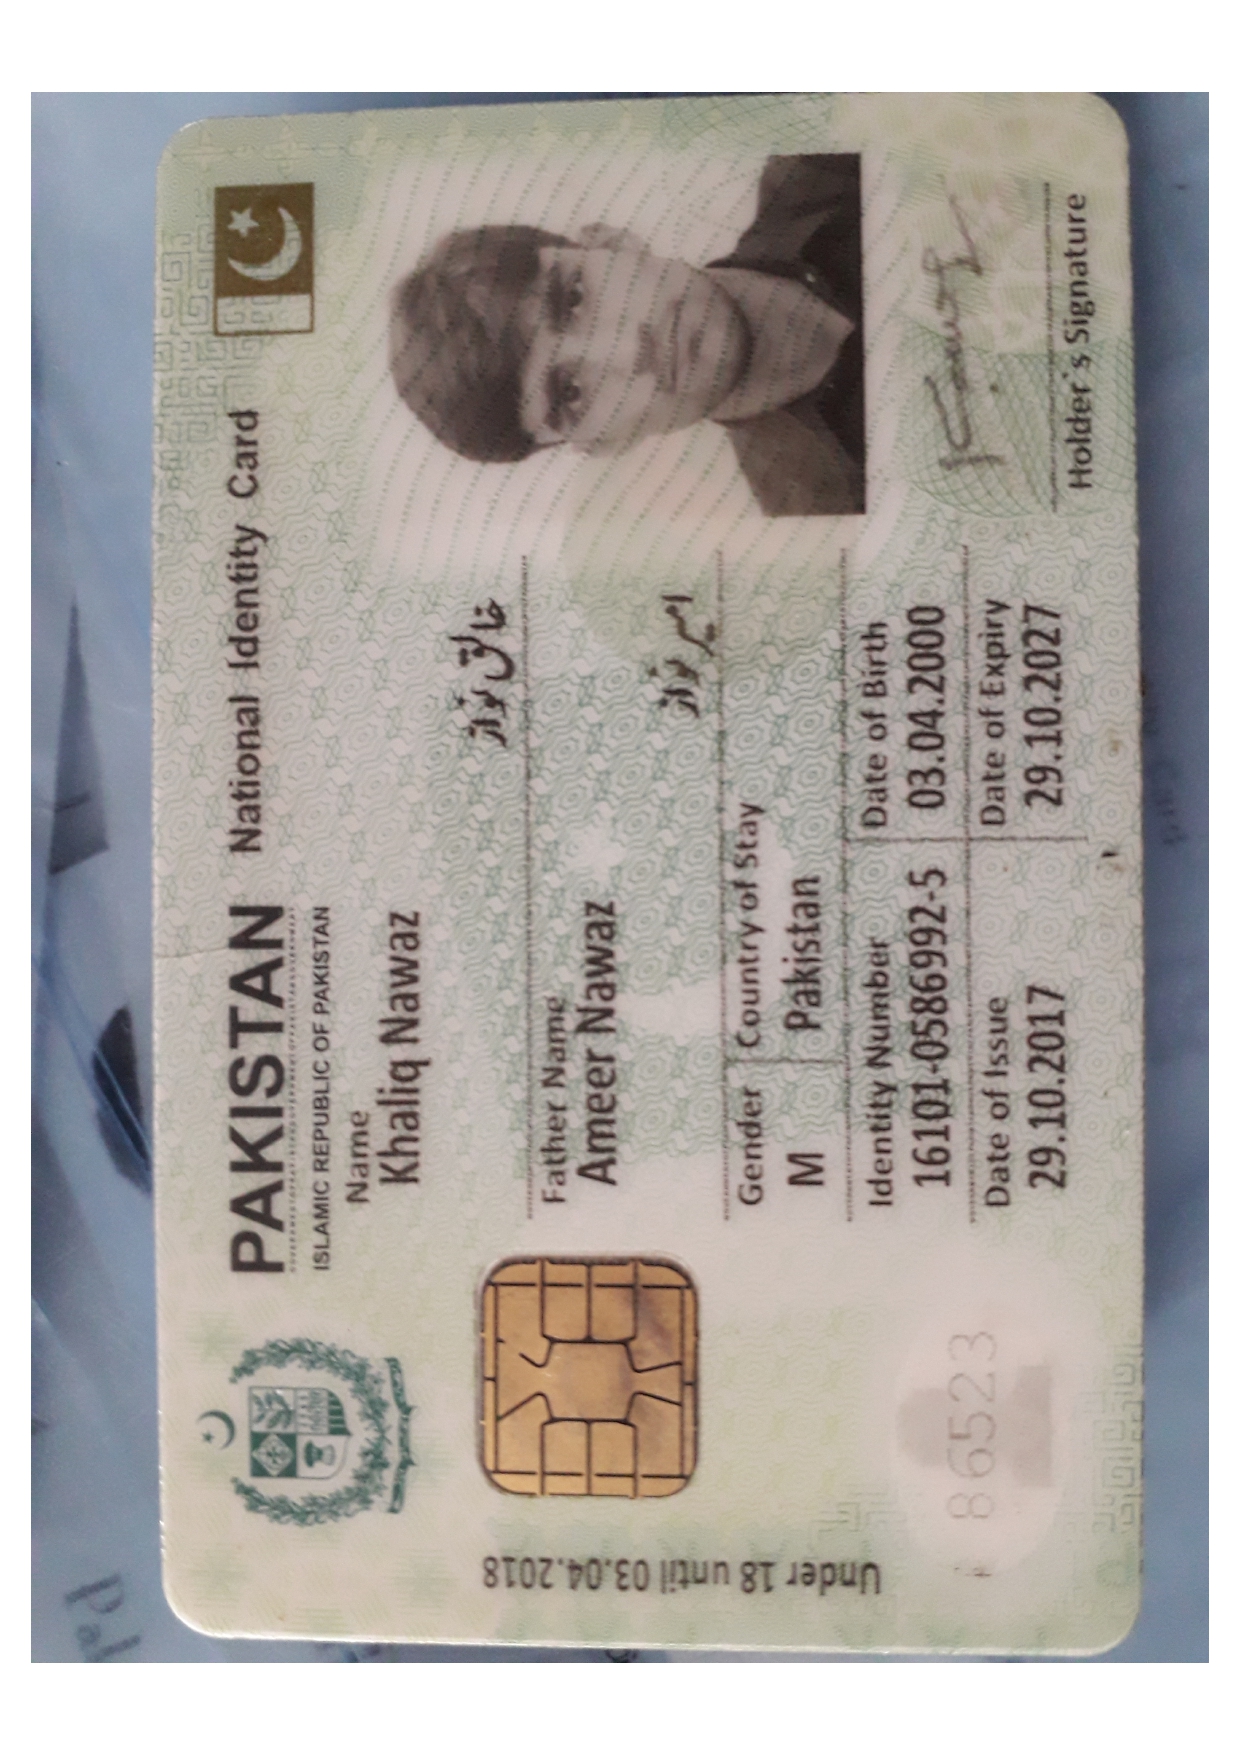 PAKISTAN National Identity Card
ISLAMIC REPUBLIC OF PAKISTAN
Name
Khaliq Nawaz
خالق نواز
Father Name
Ameer Nawaz
امیر نواز
Gender Country of Stay
M Pakistan
Identity Number Date of Birth
16101-0586992-5 03.04.2000
Date of Issue Date of Expiry
29.10.2017 29.10.2027
Holder's Signature
Under 18 until 03.04.2018
86523